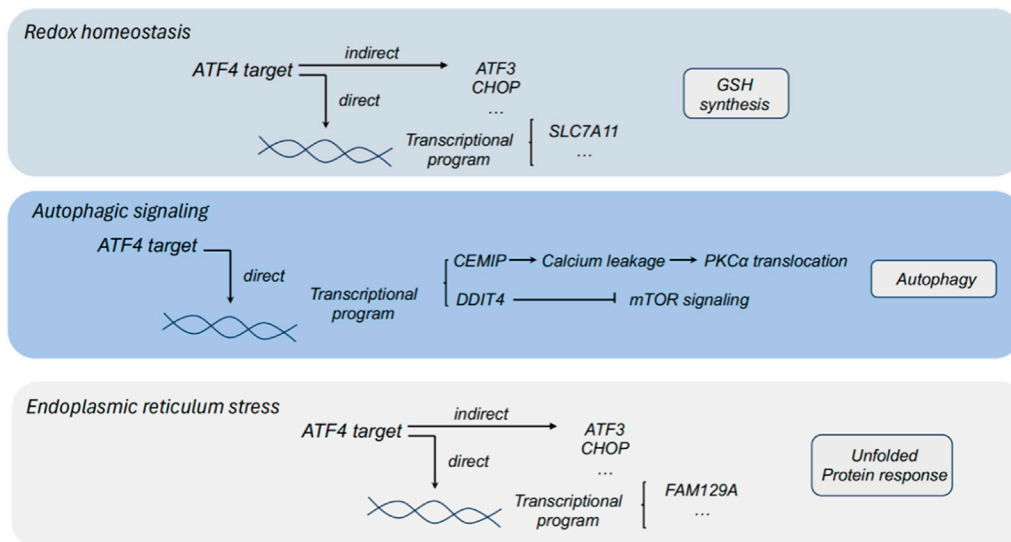 Redox homeostasis
indirect
ATF4 target
ATF3
CHOP
...
direct
GSH
synthesis
Transcriptional
program
SLC7A11
...
Autophagic signaling
ATF4 target
direct
Transcriptional
program
CEMIP
Calcium leakage
PKCα translocation
DDIT4
mTOR signaling
Autophagy
Endoplasmic reticulum stress
indirect
ATF4 target
ATF3
CHOP
...
direct
Unfolded
Protein response
Transcriptional
program
FAM129A
...